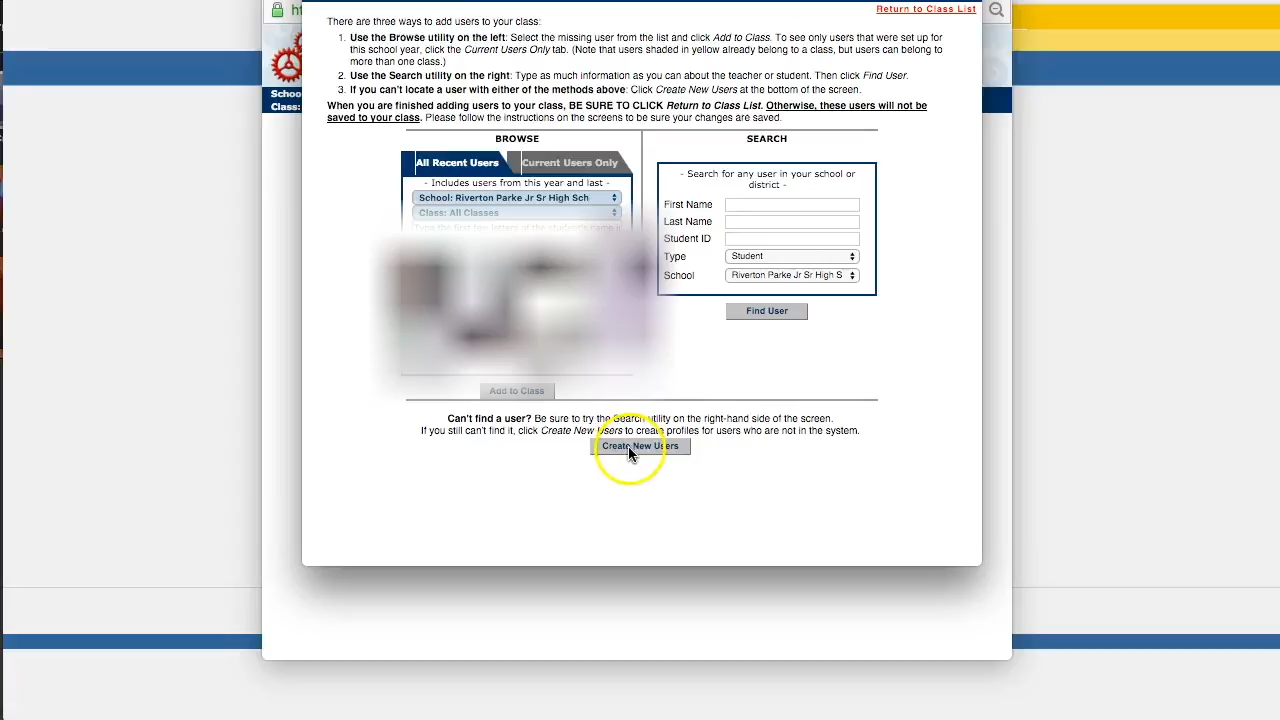 ht
Return to Class List
There are three ways to add users to your class:
1. Use the Browse utility on the left: Select the missing user from the list and click Add to Class. To see only users that were set up for
this school year, click the Current Users Only tab. (Note that users shaded in yellow already belong to a class, but users can belong to
more than one class.)
2. Use the Search utility on the right: Type as much information as you can about the teacher or student. Then click Find User.
3. If you can't locate a user with either of the methods above: Click Create New Users at the bottom of the screen.
When you are finished adding users to your class, BE SURE TO CLICK Return to Class List. Otherwise, these users will not be
saved to your class. Please follow the instructions on the screens to be sure your changes are saved.
Schoo
Class:
BROWSE
All Recent Users
Current Users Only
- Includes users from this year and last -
School: Riverton Parke Jr Sr High Sch
Class: All Classes
Type the first few letters of the student's name i
Add to Class
SEARCH
- Search for any user in your school or
district -
First Name
Last Name
Student ID
Type Student
School Riverton Parke Jr Sr High S
Find User
Can't find a user? Be sure to try the Search utility on the right-hand side of the screen.
If you still can't find it, click Create New Users to create profiles for users who are not in the system.
Create New Users